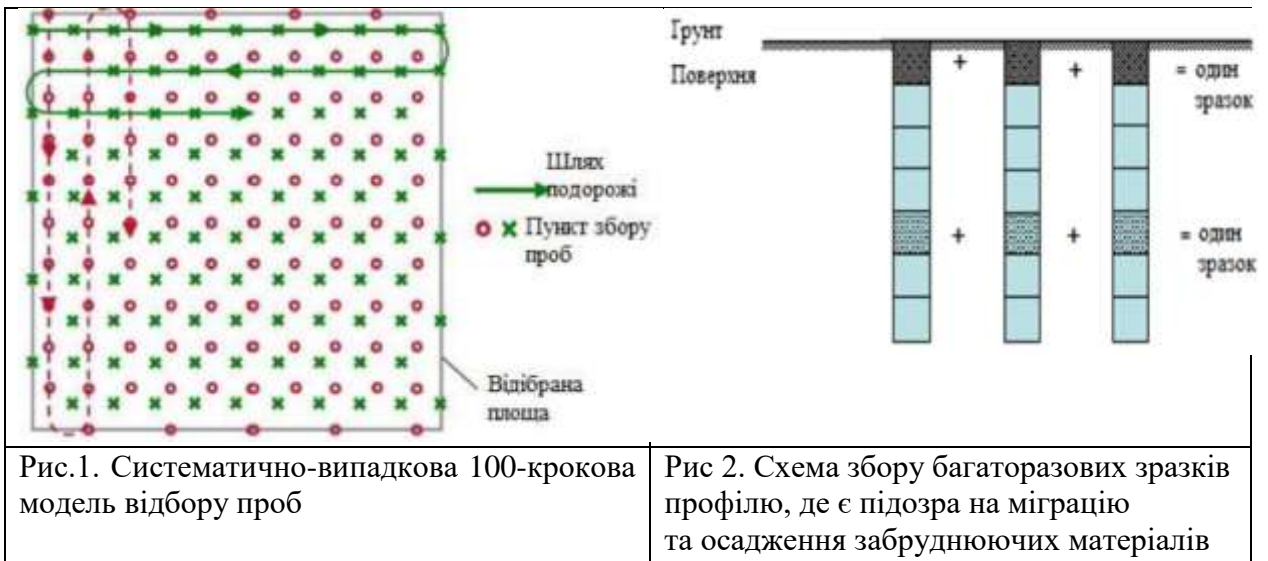 Шлях
подорожі
Пункт збору
проб
Відібрана
площа
Ґрунт
Поверхня
+
+
= один
зразок
+
+
= один
зразок
Рис.1. Систематично-випадкова 100-крокова
модель відбору проб
Рис 2. Схема збору багаторазових зразків
профілю, де є підозра на міграцію
та осадження забруднюючих матеріалів